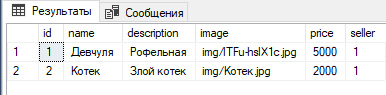 Результаты Сообщения
id name description image price seller
1 1 Девчуля Рофельная img/ITFu-hslX1c.jpg 5000 1
2 2 Котек Злой котек img/Котек.jpg 2000 1